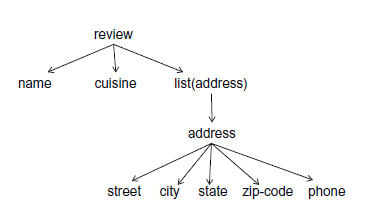 review
name cuisine list(address)
address
street city state zip-code phone